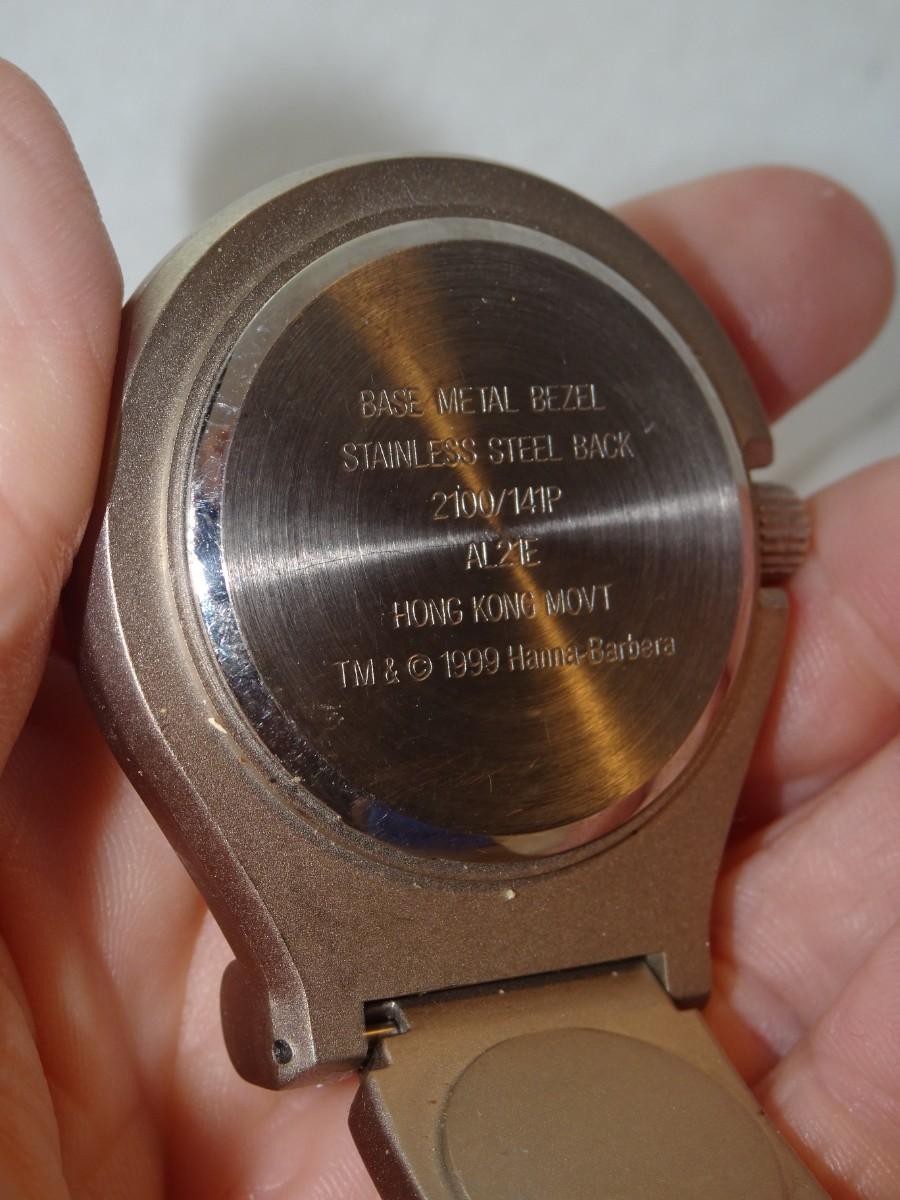 BASE METAL BEZEL
STAINLESS STEEL BACK
2100/141P
AL21E
HONG KONG MOVT
TM & © 1999 Hanna-Barbera